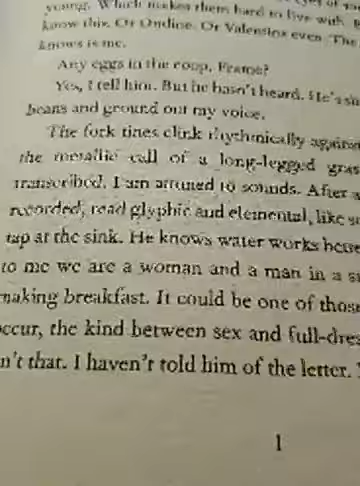 young. Which makes them hard to live with.
know this. Or Ondine. Or Valentine even. The
knows is me.
Any eggs in the coop, Frame?
Yes, I tell him. But he hasn't heard. He's
beans and ground out my voice.
The fork tines clink rhythmically against
the metallic call of a long-legged
transcribed. I am attuned to sounds. After
recorded, read glyphic and elemental, like
tap at the sink. He knows water works
to me we are a woman and a man in a
making breakfast. It could be one of those
occur, the kind between sex and full-dre
n't that. I haven't told him of the letter.
1